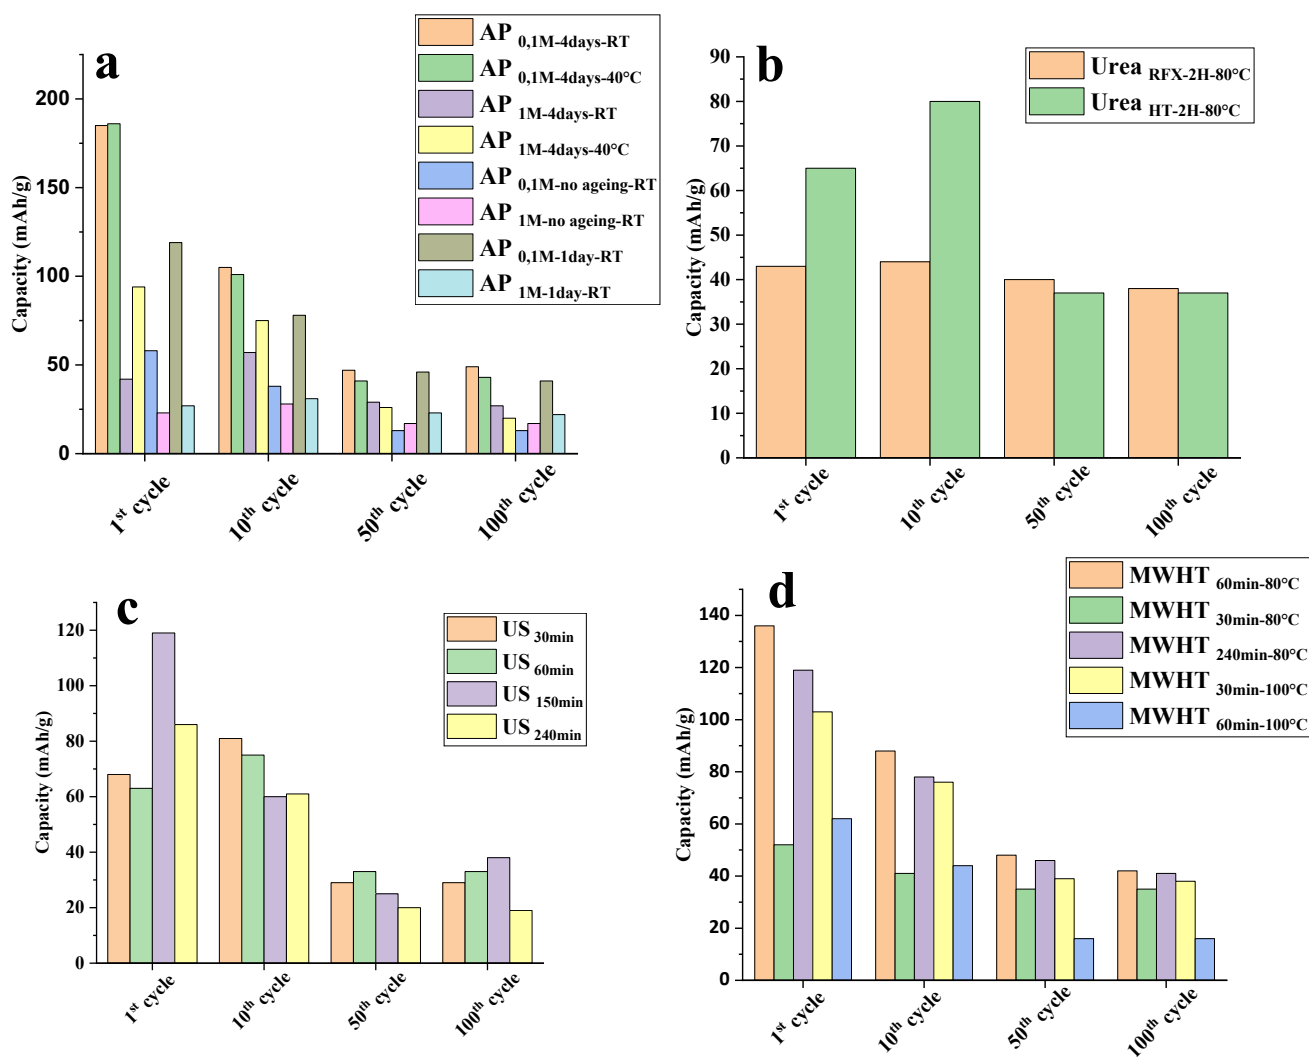 a
AP 0,1M-4days-RT
AP 0,1M-4days-40°C
AP 1M-4days-RT
AP 1M-4days-40°C
AP 0,1M-no ageing-RT
AP 1M-no ageing-RT
AP 0,1M-1day-RT
AP 1M-1day-RT
Capacity (mAh/g)
200
150
100
50
0
1st cycle
10th cycle
50th cycle
100th cycle
b
Urea RFX-2H-80°C
Urea HT-2H-80°C
Capacity (mAh/g)
90
80
70
60
50
40
30
20
10
0
1st cycle
10th cycle
50th cycle
100th cycle
c
US 30min
US 60min
US 150min
US 240min
Capacity (mAh/g)
120
100
80
60
40
20
0
1st cycle
10th cycle
50th cycle
100th cycle
d
MWHT 60min-80°C
MWHT 30min-80°C
MWHT 240min-80°C
MWHT 30min-100°C
MWHT 60min-100°C
Capacity (mAh/g)
140
120
100
80
60
40
20
0
1st cycle
10th cycle
50th cycle
100th cycle